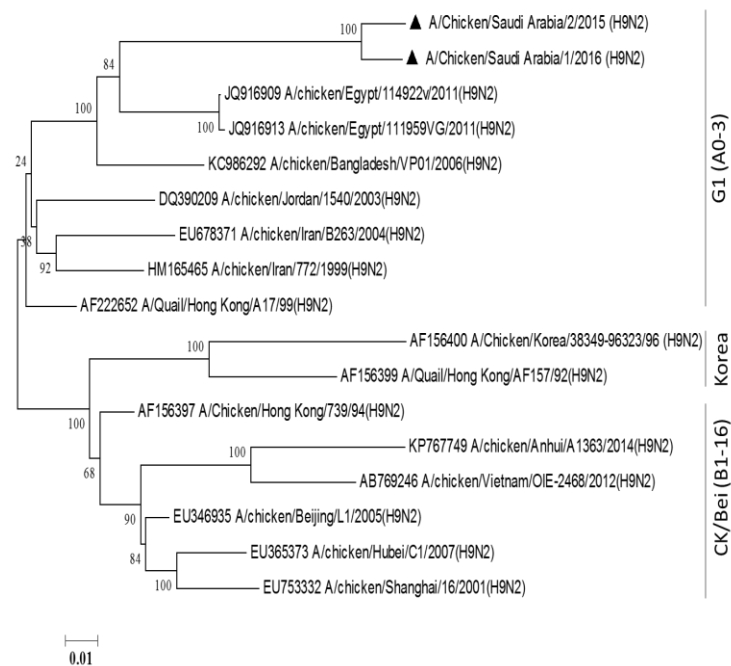 100
▲ A/Chicken/Saudi Arabia/2/2015 (H9N2)
▲ A/Chicken/Saudi Arabia/1/2016 (H9N2)
84
JQ916909 A/chicken/Egypt/114922v/2011(H9N2)
100
100
JQ916913 A/chicken/Egypt/111959VG/2011(H9N2)
24
KC986292 A/chicken/Bangladesh/VP01/2006(H9N2)
DQ390209 A/chicken/Jordan/1540/2003(H9N2)
38
EU678371 A/chicken/Iran/B263/2004(H9N2)
92
HM165465 A/chicken/Iran/772/1999(H9N2)
AF222652 A/Quail/Hong Kong/A17/99(H9N2)
G1 (A0-3)
100
AF156400 A/Chicken/Korea/38349-96323/96 (H9N2)
AF156399 A/Quail/Hong Kong/AF157/92(H9N2)
Korea
100
AF156397 A/Chicken/Hong Kong/739/94(H9N2)
68
100
KP767749 A/chicken/Anhui/A1363/2014(H9N2)
AB769246 A/chicken/Vietnam/OIE-2468/2012(H9N2)
90
EU346935 A/chicken/Beijing/L1/2005(H9N2)
84
EU365373 A/chicken/Hubei/C1/2007(H9N2)
100
EU753332 A/chicken/Shanghai/16/2001(H9N2)
CK/Bei (B1-16)
0.01